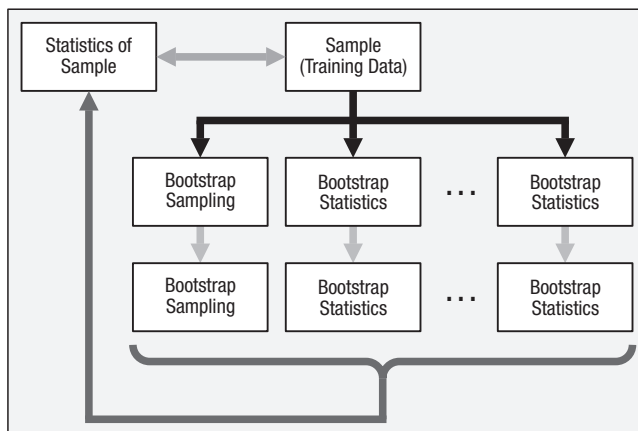 Statistics of
Sample
Sample
(Training Data)
Bootstrap
Sampling
Bootstrap
Statistics
...
Bootstrap
Statistics
Bootstrap
Sampling
Bootstrap
Statistics
...
Bootstrap
Statistics